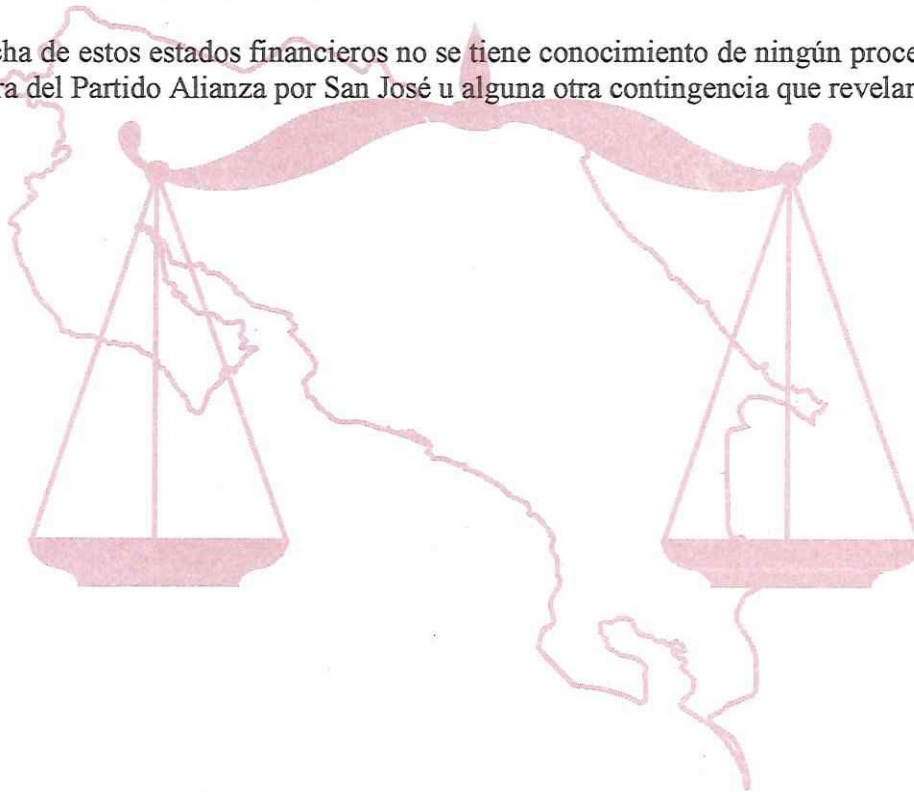 cha de estos estados financieros no se tiene conocimiento de ningún proce
ra del Partido Alianza por San José u alguna otra contingencia que revelar